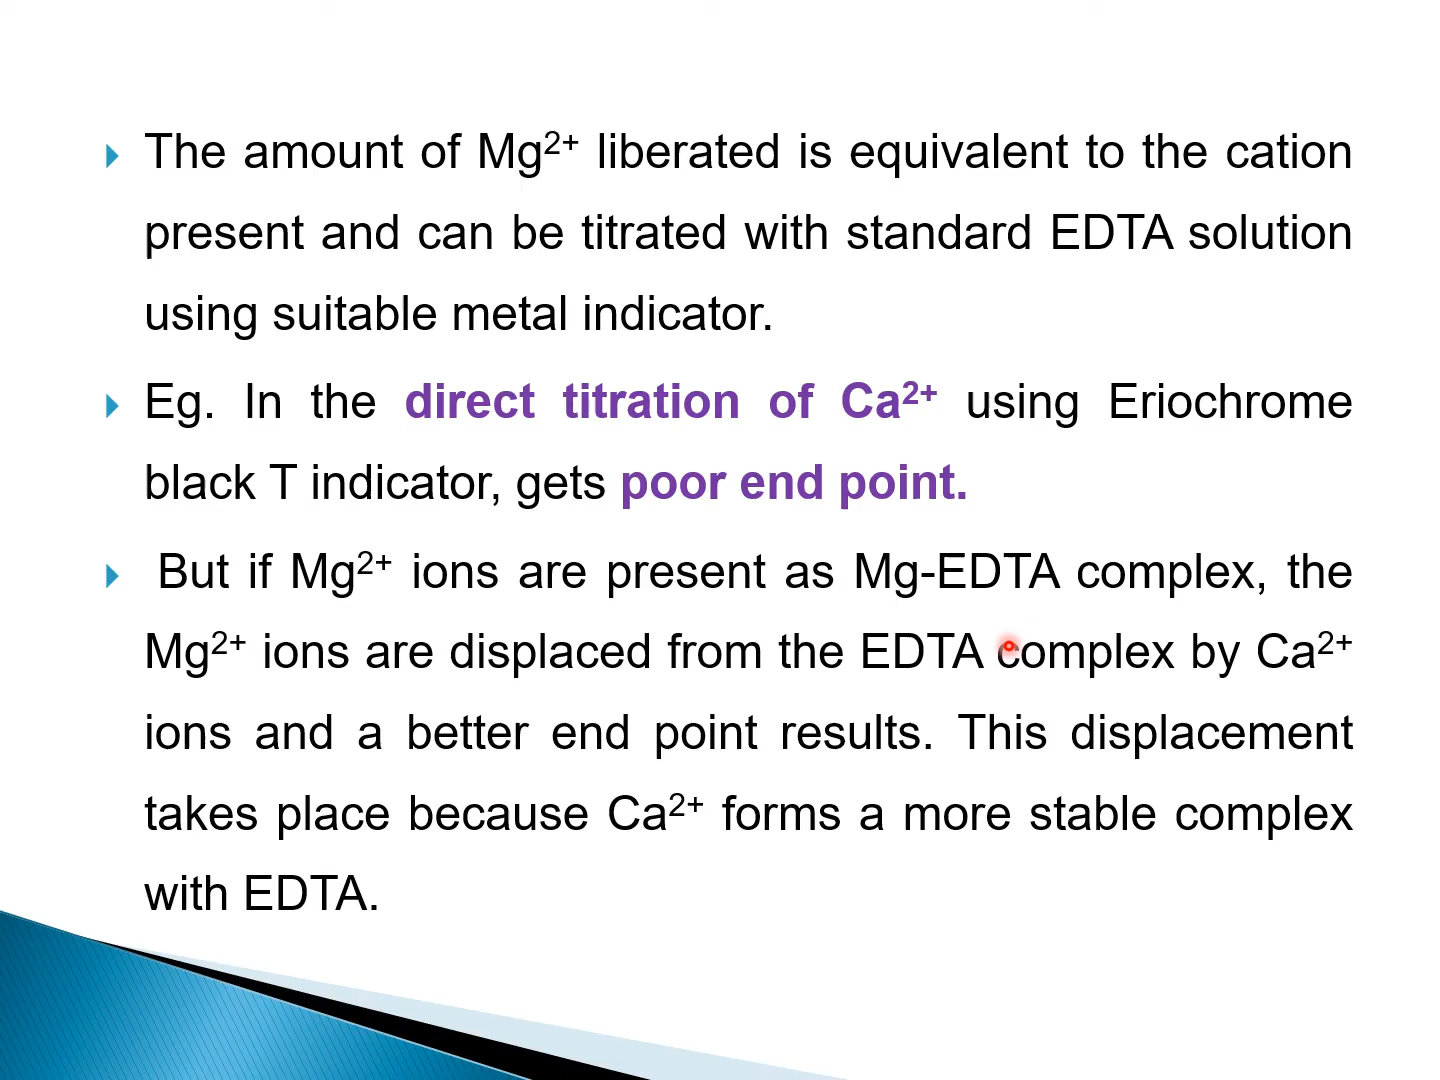 The amount of Mg²⁺ liberated is equivalent to the cation
present and can be titrated with standard EDTA solution
using suitable metal indicator.
Eg. In the direct titration of Ca²⁺ using Eriochrome
black T indicator, gets poor end point.
But if Mg²⁺ ions are present as Mg-EDTA complex, the
Mg²⁺ ions are displaced from the EDTA complex by Ca²⁺
ions and a better end point results. This displacement
takes place because Ca²⁺ forms a more stable complex
with EDTA.